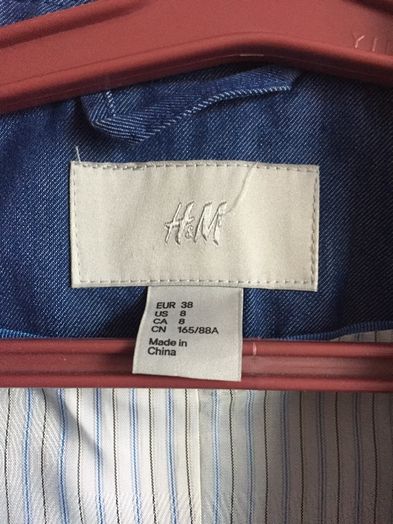 H&M
EUR 38
US 8
CA 8
CN 165/88A
Made in
China